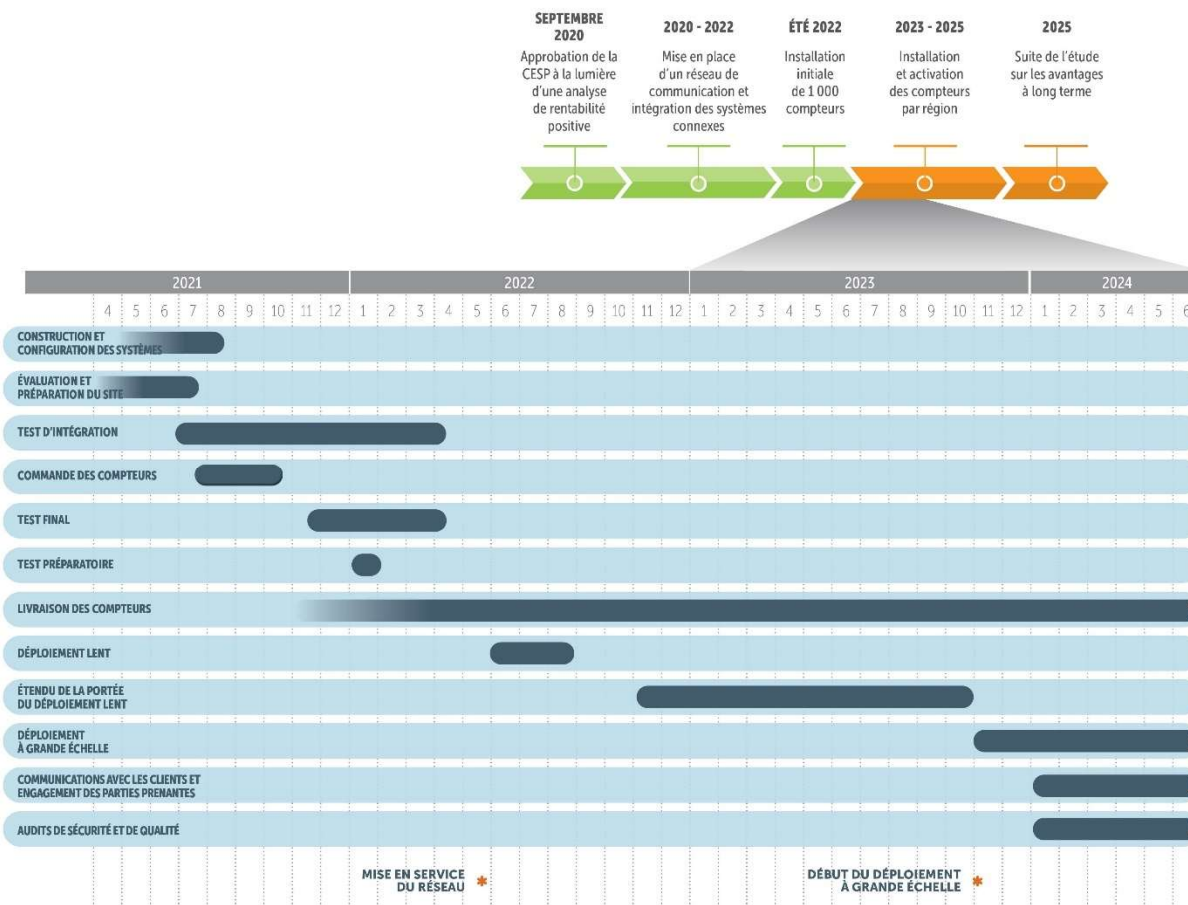 SEPTEMBRE
2020
Approbation de la
CESP à la lumière
d'une analyse
de rentabilité
positive
2020 - 2022
Mise en place
d'un réseau de
communication et
intégration des systèmes
connexes
ÉTÉ 2022
Installation
initiale
de 1 000
compteurs
2023 - 2025
Installation
et activation
des compteurs
par région
2025
Suite de l'étude
sur les avantages
à long terme
2021 2022 2023 2024
4 5 6 7 8 9 10 11 12 1 2 3 4 5 6 7 8 9 10 11 12 1 2 3 4 5 6 7 8 9 10 11 12 1 2 3 4 5 6
CONSTRUCTION ET
CONFIGURATION DES SYSTÈMES
ÉVALUATION ET
PRÉPARATION DU SITE
TEST D'INTÉGRATION
COMMANDE DES COMPTEURS
TEST FINAL
TEST PRÉPARATOIRE
LIVRAISON DES COMPTEURS
DÉPLOIEMENT LENT
ÉTENDU DE LA PORTÉE
DU DÉPLOIEMENT LENT
DÉPLOIEMENT
À GRANDE ÉCHELLE
COMMUNICATIONS AVEC LES CLIENTS ET
ENGAGEMENT DES PARTIES PRENANTES
AUDITS DE SÉCURITÉ ET DE QUALITÉ
MISE EN SERVICE
DU RÉSEAU *
DÉBUT DU DÉPLOIEMENT
À GRANDE ÉCHELLE *